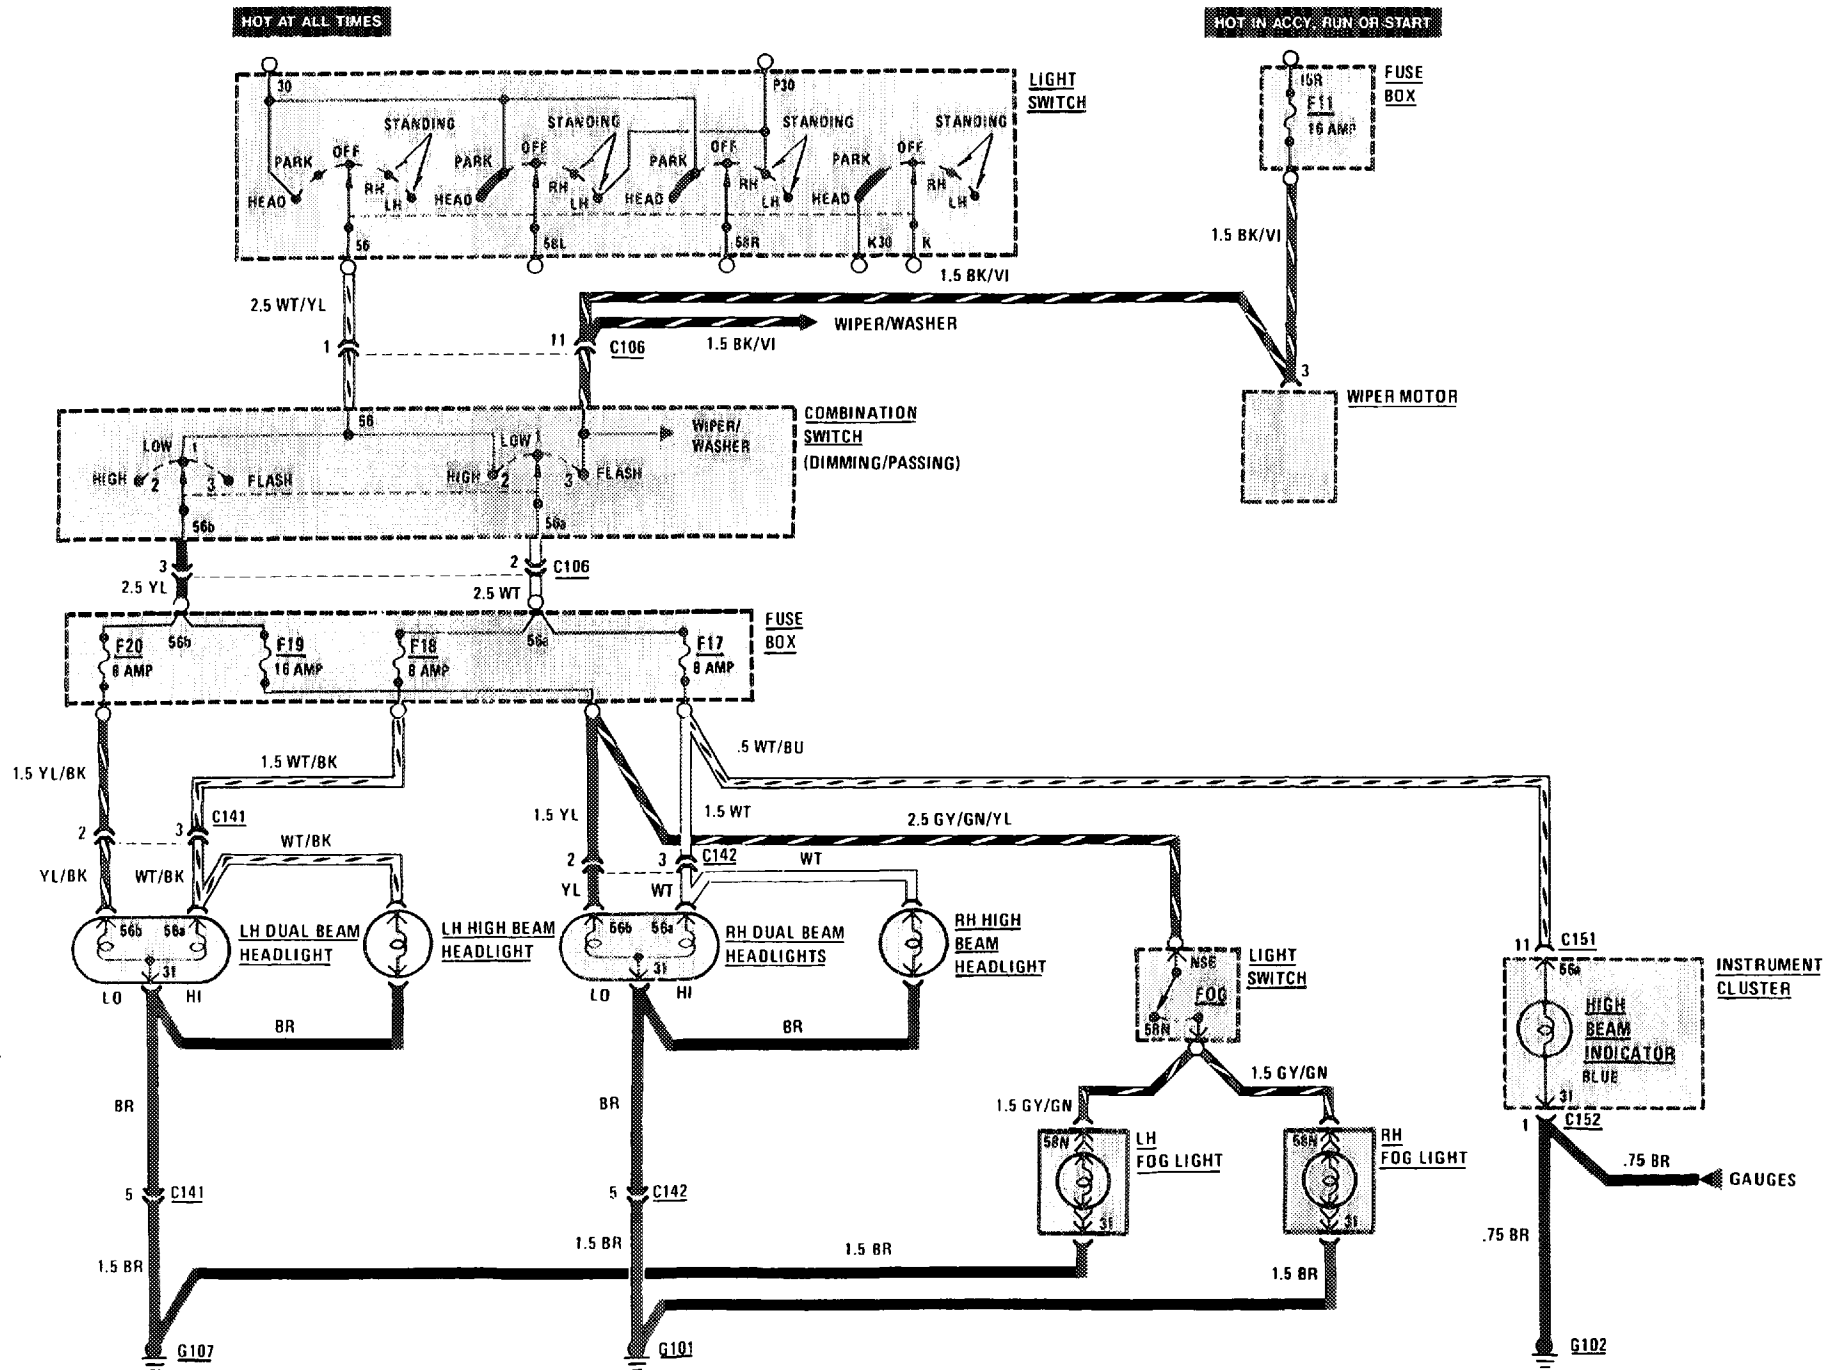 HOT AT ALL TIMES
HOT IN ACCY, RUN OR START
30
P30
LIGHT
SWITCH
15R
F11
16 AMP
FUSE
BOX
STANDING
STANDING
STANDING
STANDING
PARK
OFF
RH
LH
HEAD
PARK
OFF
RH
LH
HEAD
PARK
OFF
RH
LH
HEAD
PARK
OFF
RH
LH
HEAD
56
58L
58R
K30
K
1.5 BK/VI
1.5 BK/VI
2.5 WT/YL
WIPER/WASHER
1.5 BK/VI
1
11
C106
3
WIPER MOTOR
56
COMBINATION
SWITCH
(DIMMING/PASSING)
WIPER/
WASHER
LOW
1
HIGH
2
3
FLASH
LOW
1
HIGH
2
3
FLASH
56b
56a
3
2
C106
2.5 YL
2.5 WT
FUSE
BOX
F20
8 AMP
56b
F19
16 AMP
F18
8 AMP
56a
F17
8 AMP
1.5 YL/BK
1.5 WT/BK
.5 WT/BU
1.5 YL
1.5 WT
2.5 GY/GN/YL
2
3
C141
WT/BK
2
3
C142
WT
YL/BK
WT/BK
YL
WT
56b
56a
31
LO
HI
LH DUAL BEAM
HEADLIGHT
LH HIGH BEAM
HEADLIGHT
56b
56a
31
LO
HI
RH DUAL BEAM
HEADLIGHTS
RH HIGH
BEAM
HEADLIGHT
NSE
FOG
58N
LIGHT
SWITCH
11
C151
56a
HIGH
BEAM
INDICATOR
BLUE
31
INSTRUMENT
CLUSTER
BR
BR
1.5 GY/GN
1.5 GY/GN
BR
BR
58N
31
LH
FOG LIGHT
58N
31
RH
FOG LIGHT
1
C152
.75 BR
GAUGES
5
C141
5
C142
1.5 BR
1.5 BR
1.5 BR
1.5 BR
.75 BR
G107
G101
G102